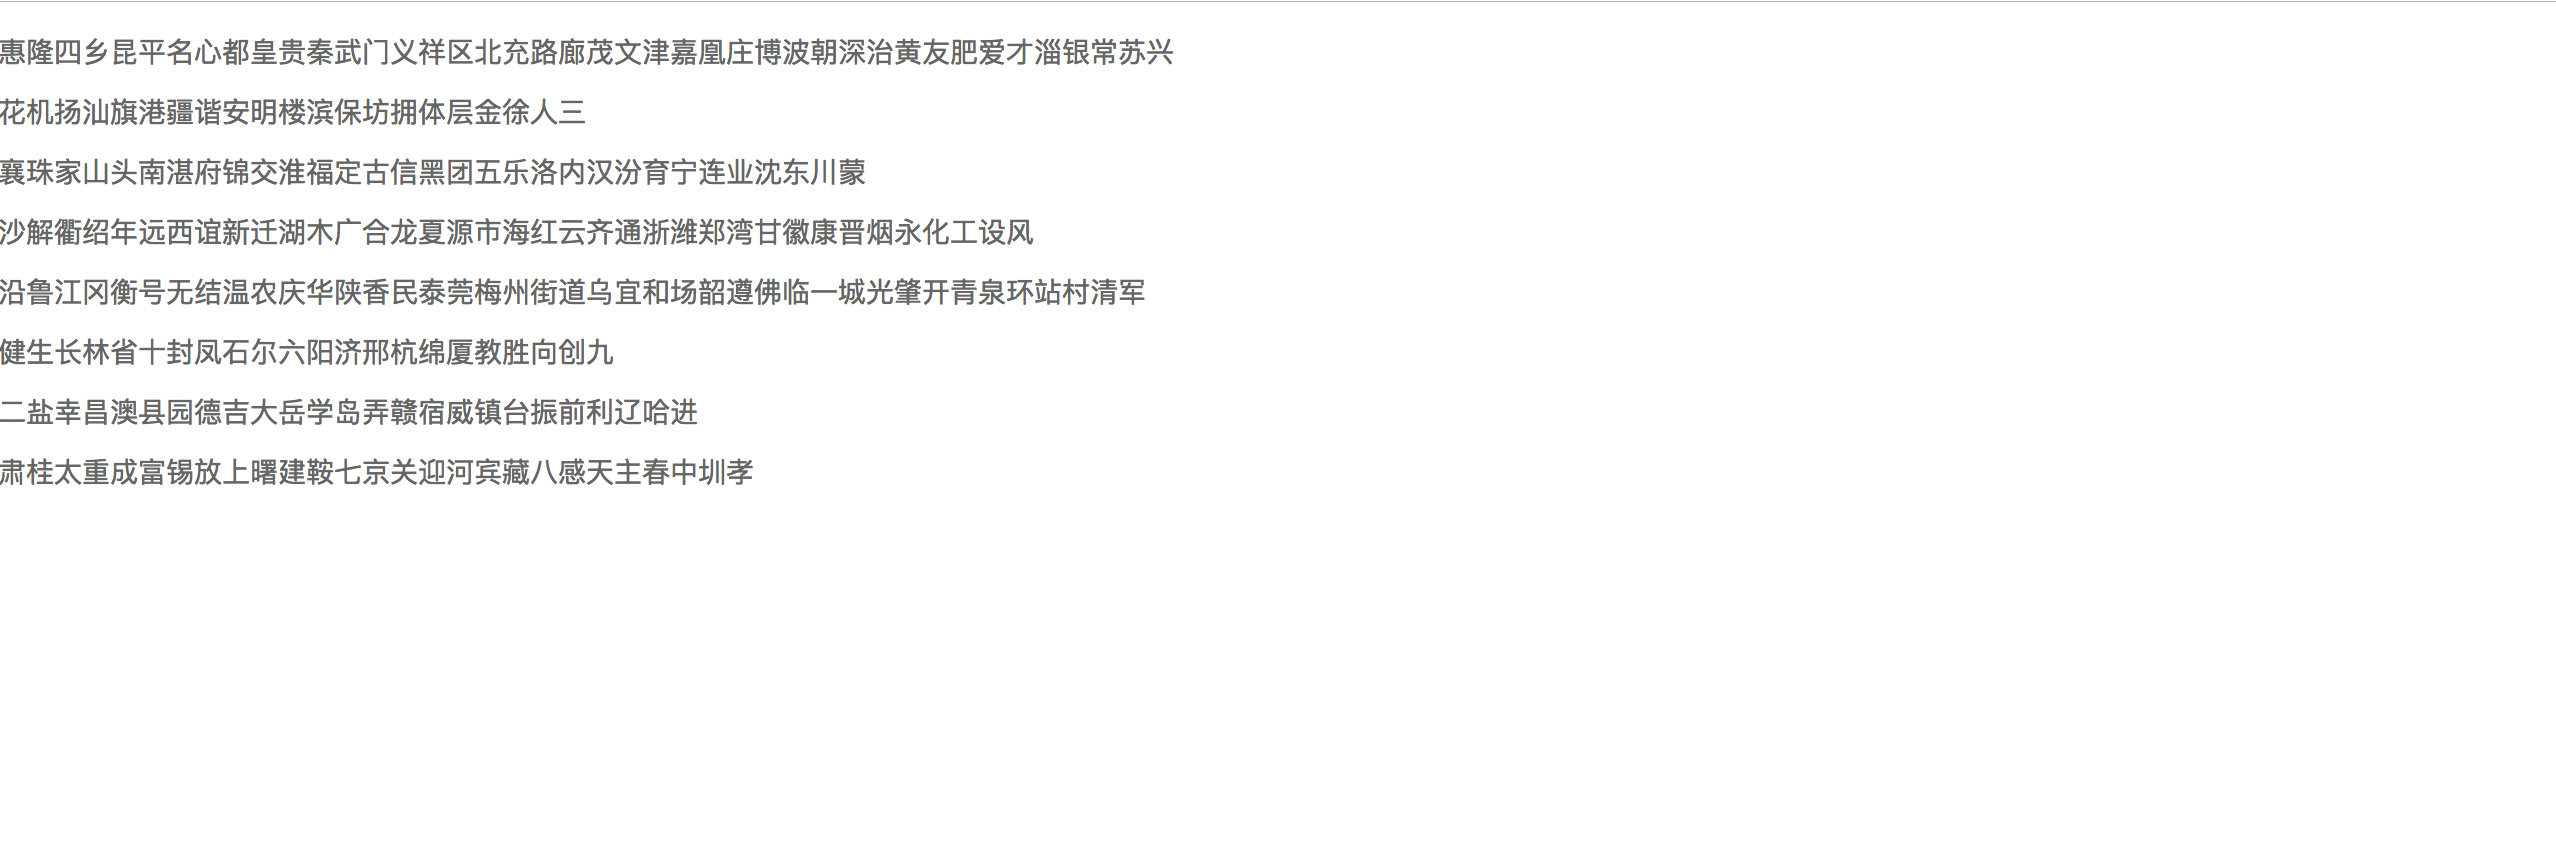 惠隆四乡昆平名心都皇贵秦武门义祥区北充路廊茂文津嘉凰庄博波朝深治黄友肥爱才淄银常苏兴
花机扬汕旗港疆谐安明楼滨保坊拥体层金徐人三
襄珠家山头南湛府锦交淮福定古信黑团五乐洛内汉汾育宁连业沈东川蒙
沙解衢绍年远西谊新迁湖木广合龙夏源市海红云齐通浙潍郑湾甘徽康晋烟永化工设风
沿鲁江冈衡号无结温农庆华陕香民泰莞梅州街道乌宜和场韶遵佛临一城光肇开青泉环站村清军
健生长林省十封凤石尔六阳济邢杭绵厦教胜向创九
二盐幸昌澳县园德吉大岳学岛弄赣宿威镇台振前利辽哈进
肃桂太重成富锡放上曙建鞍七京关迎河宾藏八感天主春中圳孝